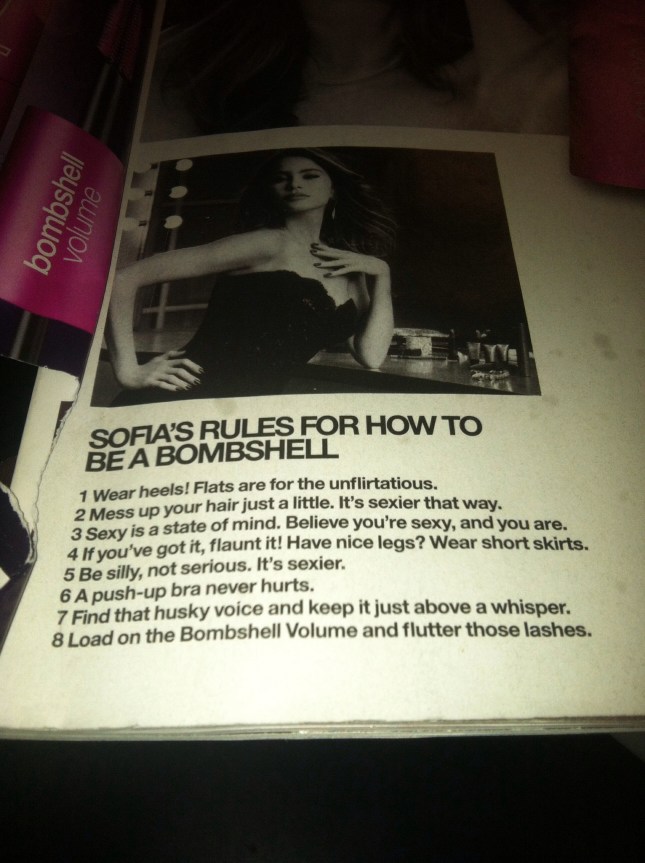 bombshell
volume
SOFIA'S RULES FOR HOW TO
BE A BOMBSHELL
1 Wear heels! Flats are for the unflirtatious.
2 Mess up your hair just a little. It's sexier that way.
3 Sexy is a state of mind. Believe you're sexy, and you are.
4 If you've got it, flaunt it! Have nice legs? Wear short skirts.
5 Be silly, not serious. It's sexier.
6 A push-up bra never hurts.
7 Find that husky voice and keep it just above a whisper.
8 Load on the Bombshell Volume and flutter those lashes.